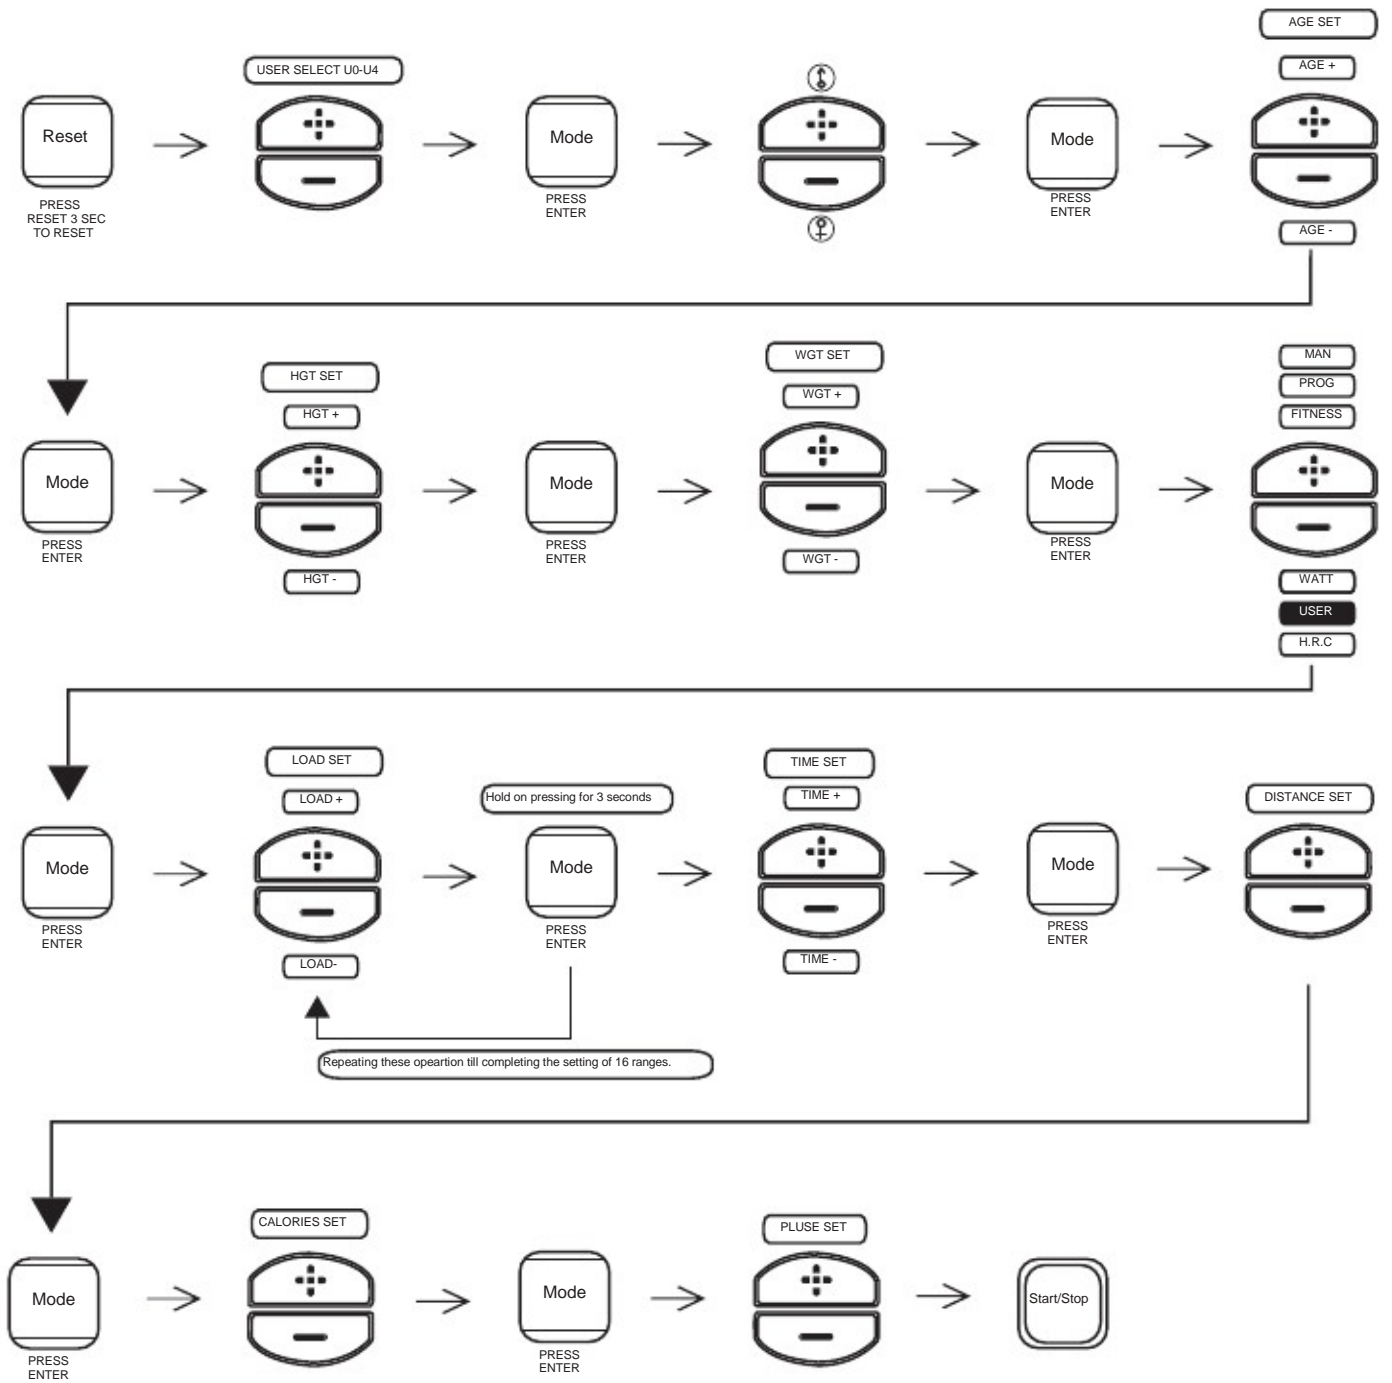 AGE SET
USER SELECT U0-U4
AGE +
Reset
Mode
Mode
PRESS
RESET 3 SEC
TO RESET
PRESS
ENTER
PRESS
ENTER
AGE -
HGT SET
WGT SET
MAN
PROG
HGT +
WGT +
FITNESS
Mode
Mode
Mode
PRESS
ENTER
PRESS
ENTER
PRESS
ENTER
HGT -
WGT -
WATT
USER
H.R.C
LOAD SET
TIME SET
LOAD +
Hold on pressing for 3 seconds
TIME +
DISTANCE SET
Mode
Mode
Mode
PRESS
ENTER
PRESS
ENTER
PRESS
ENTER
LOAD-
TIME -
Repeating these opeartion till completing the setting of 16 ranges.
CALORIES SET
PLUSE SET
Mode
Mode
Start/Stop
PRESS
ENTER
PRESS
ENTER